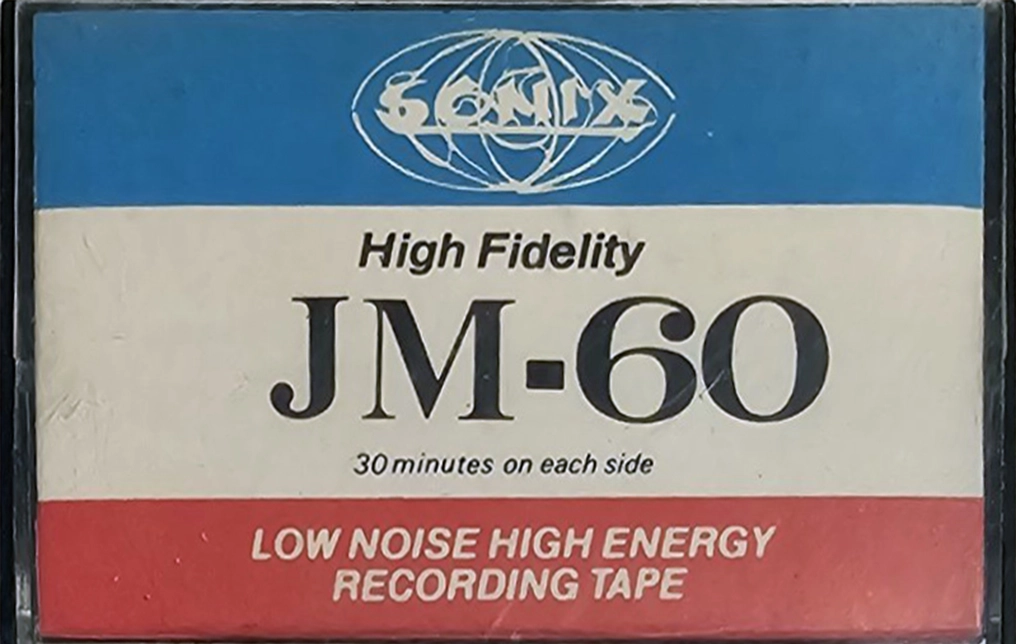 SONIX
High Fidelity
JM-60
30 minutes on each side
LOW NOISE HIGH ENERGY
RECORDING TAPE